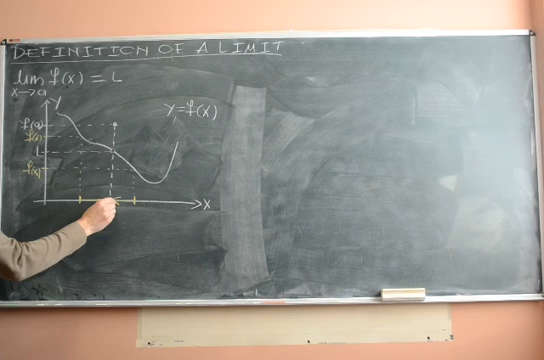 DEFINITION OF A LIMIT
lim f(x) = L
x→a
y
y=f(x)
f(a)
f(x)
L
f(x)
x